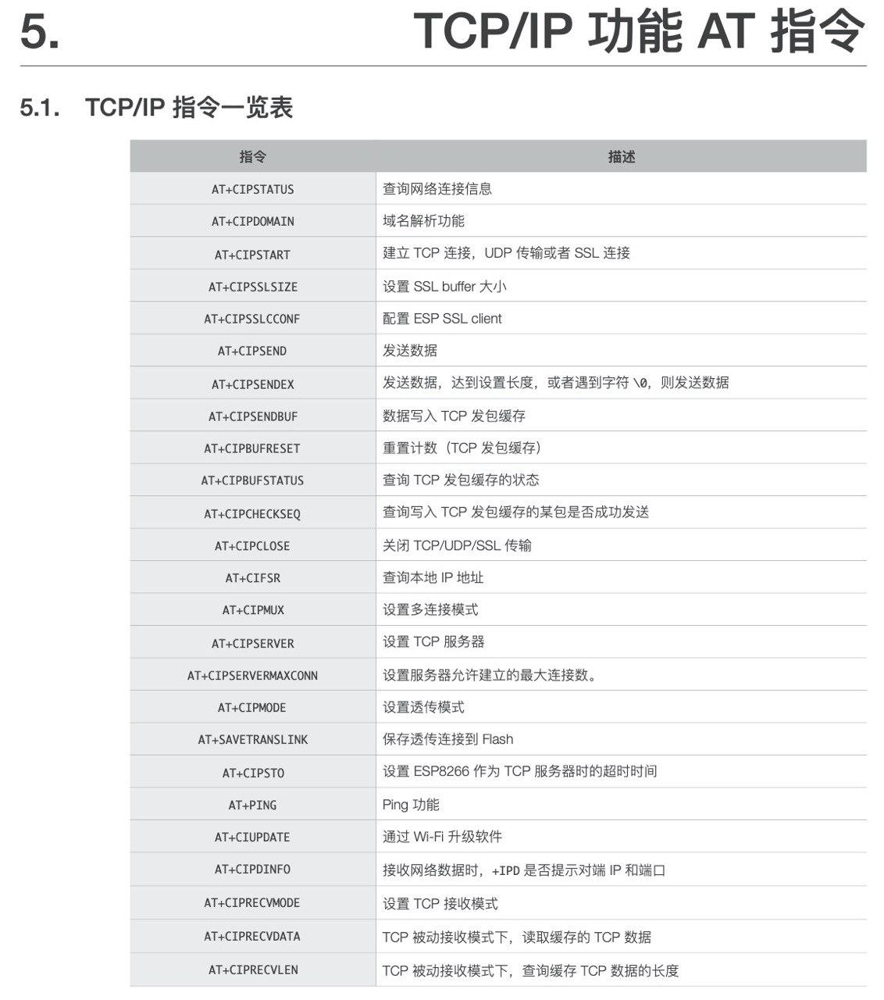 5. TCP/IP 功能 AT 指令
5.1. TCP/IP 指令一览表
指令 描述
AT+CIPSTATUS 查询网络连接信息
AT+CIPDOMAIN 域名解析功能
AT+CIPSTART 建立 TCP 连接，UDP 传输或者 SSL 连接
AT+CIPSSLSIZE 设置 SSL buffer 大小
AT+CIPSSLCCONF 配置 ESP SSL client
AT+CIPSEND 发送数据
AT+CIPSENDEX 发送数据，达到设置长度，或者遇到字符 \0，则发送数据
AT+CIPSENDBUF 数据写入 TCP 发包缓存
AT+CIPBUFRESET 重置计数（TCP 发包缓存）
AT+CIPBUFSTATUS 查询 TCP 发包缓存的状态
AT+CIPCHECKSEQ 查询写入 TCP 发包缓存的某包是否成功发送
AT+CIPCLOSE 关闭 TCP/UDP/SSL 传输
AT+CIFSR 查询本地 IP 地址
AT+CIPMUX 设置多连接模式
AT+CIPSERVER 设置 TCP 服务器
AT+CIPSERVERMAXCONN 设置服务器允许建立的最大连接数。
AT+CIPMODE 设置透传模式
AT+SAVETRANSLINK 保存透传连接到 Flash
AT+CIPSTO 设置 ESP8266 作为 TCP 服务器时的超时时间
AT+PING Ping 功能
AT+CIUPDATE 通过 Wi-Fi 升级软件
AT+CIPDINFO 接收网络数据时，+IPD 是否提示对端 IP 和端口
AT+CIPRECVMODE 设置 TCP 接收模式
AT+CIPRECVDATA TCP 被动接收模式下，读取缓存的 TCP 数据
AT+CIPRECVLEN TCP 被动接收模式下，查询缓存 TCP 数据的长度